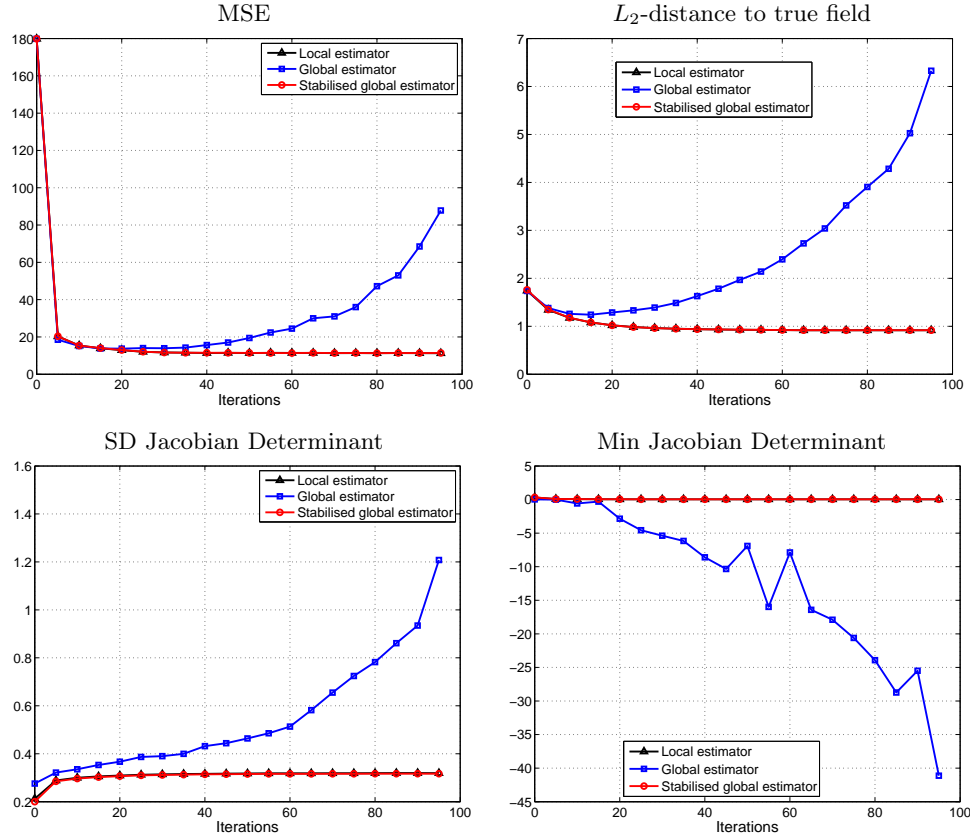 MSE
180
160
140
120
100
80
60
40
20
0
0 20 40 60 80 100
Iterations
Local estimator
Global estimator
Stabilised global estimator
L2-distance to true field
7
6
5
4
3
2
1
0
0 20 40 60 80 100
Iterations
Local estimator
Global estimator
Stabilised global estimator
SD Jacobian Determinant
1.6
1.4
1.2
1
0.8
0.6
0.4
0.2
0 20 40 60 80 100
Iterations
Local estimator
Global estimator
Stabilised global estimator
Min Jacobian Determinant
5
0
−5
−10
−15
−20
−25
−30
−35
−40
−45
0 20 40 60 80 100
Iterations
Local estimator
Global estimator
Stabilised global estimator